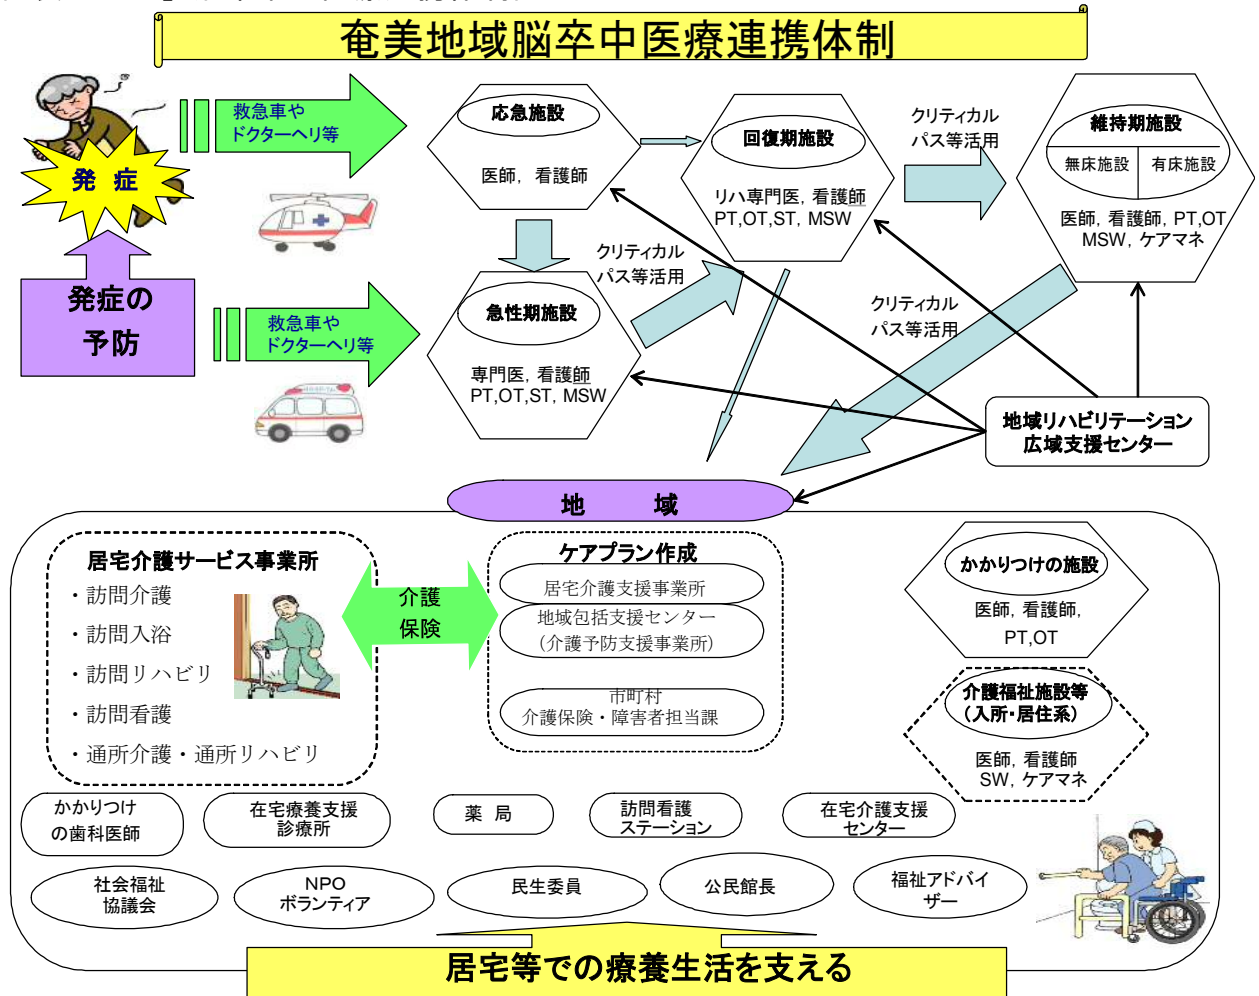 奄美地域脳卒中医療連携体制
救急車や
ドクターヘリ等
発 症
発症の
予防
救急車や
ドクターヘリ等
応急施設
医師, 看護師
急性期施設
専門医, 看護師
PT,OT,ST, MSW
クリティカル
パス等活用
回復期施設
リハ専門医, 看護師
PT,OT,ST, MSW
クリティカル
パス等活用
維持期施設
無床施設
有床施設
医師, 看護師, PT,OT
MSW, ケアマネ
クリティカル
パス等活用
地域リハビリテーション
広域支援センター
地 域
居宅介護サービス事業所
・訪問介護
・訪問入浴
・訪問リハビリ
・訪問看護
・通所介護・通所リハビリ
介護
保険
ケアプラン作成
居宅介護支援事業所
地域包括支援センター
(介護予防支援事業所)
市町村
介護保険・障害者担当課
かかりつけの施設
医師, 看護師,
PT,OT
介護福祉施設等
(入所・居住系)
医師, 看護師
SW, ケアマネ
かかりつけ
の歯科医師
在宅療養支援
診療所
薬 局
訪問看護
ステーション
在宅介護支援
センター
社会福祉
協議会
NPO
ボランティア
民生委員
公民館長
福祉アドバイ
ザー
居宅等での療養生活を支える